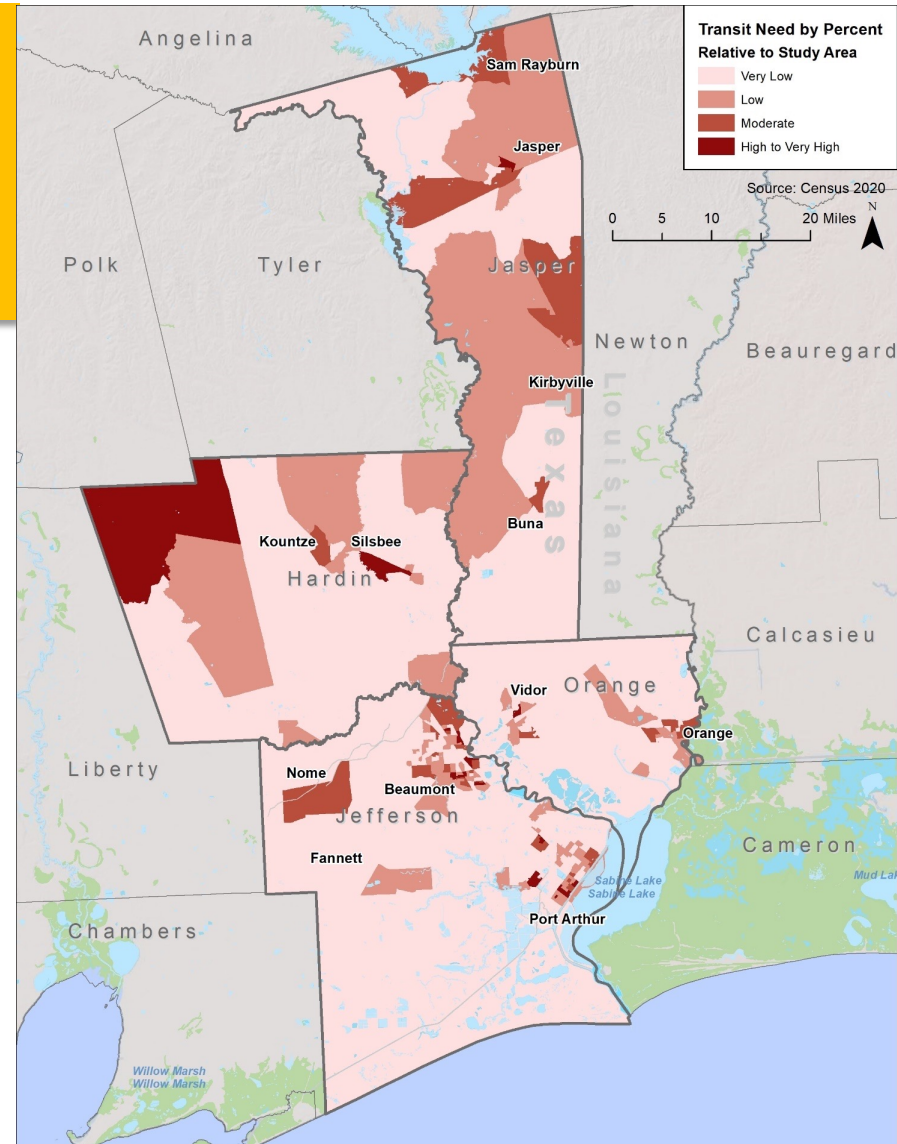 Transit Need by Percent
Relative to Study Area
Very Low
Low
Moderate
High to Very High
Source: Census 2020
N
0 5 10 20 Miles
Angelina
Sam Rayburn
Jasper
Polk
Tyler
Jasper
Newton
Beauregard
Kirbyville
Texas
Louisiana
Buna
Kountze
Silsbee
Hardin
Calcasieu
Vidor
Orange
Orange
Liberty
Nome
Beaumont
Jefferson
Fannett
Cameron
Sabine Lake
Sabine Lake
Port Arthur
Chambers
Willow Marsh
Willow Marsh